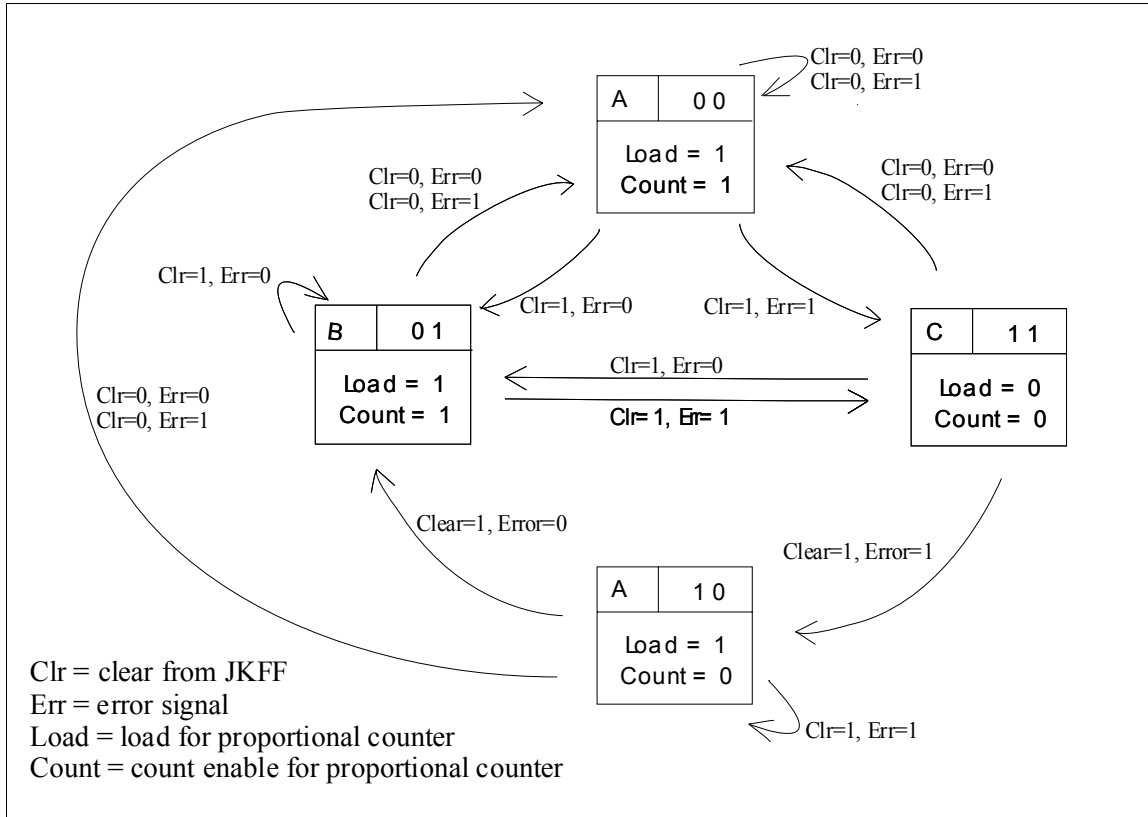 Clr=0, Err=0
Clr=0, Err=1
A 0 0
Load = 1
Count = 1
Clr=0, Err=0
Clr=0, Err=1
Clr=0, Err=0
Clr=0, Err=1
Clr=1, Err=0
Clr=1, Err=0
Clr=1, Err=1
B 0 1
Load = 1
Count = 1
C 1 1
Load = 0
Count = 0
Clr=1, Err=0
Clr=1, Err=1
Clr=0, Err=0
Clr=0, Err=1
Clear=1, Error=0
Clear=1, Error=1
A 1 0
Load = 1
Count = 0
Clr=1, Err=1
Clr = clear from JKFF
Err = error signal
Load = load for proportional counter
Count = count enable for proportional counter